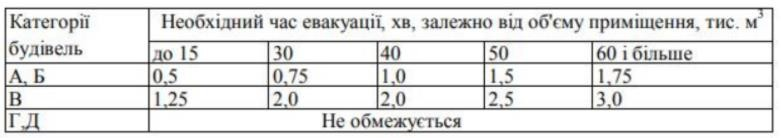 Категорії Необхідний час евакуації, хв, залежно від об'єму приміщення, тис. м³
будівель до 15 30 40 50 60 і більше
А, Б 0,5 0,75 1,0 1,5 1,75
В 1,25 2,0 2,0 2,5 3,0
Г,Д Не обмежується